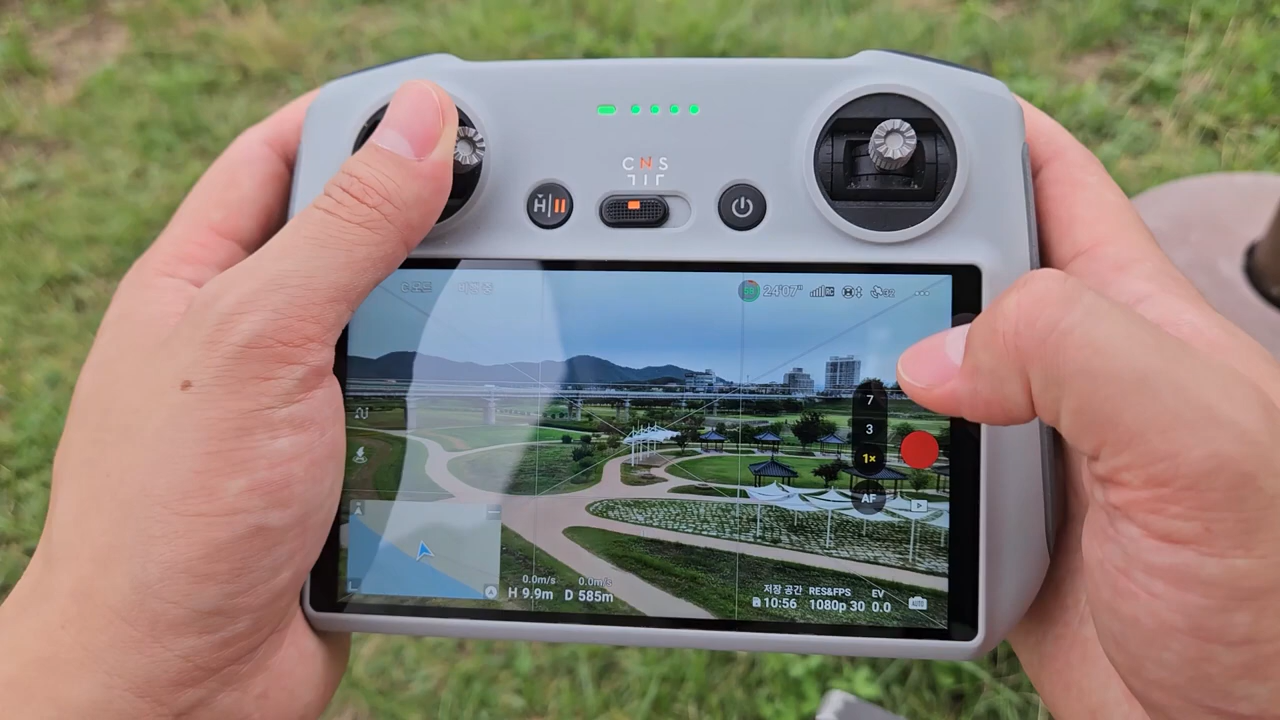 C N S
H
24'07"
RC
32
7
3
1×
AF
0.0m/s 0.0m/s
H 9.9m D 585m
저장 공간 RES&FPS EV
10:56 1080p 30 0.0
AUTO